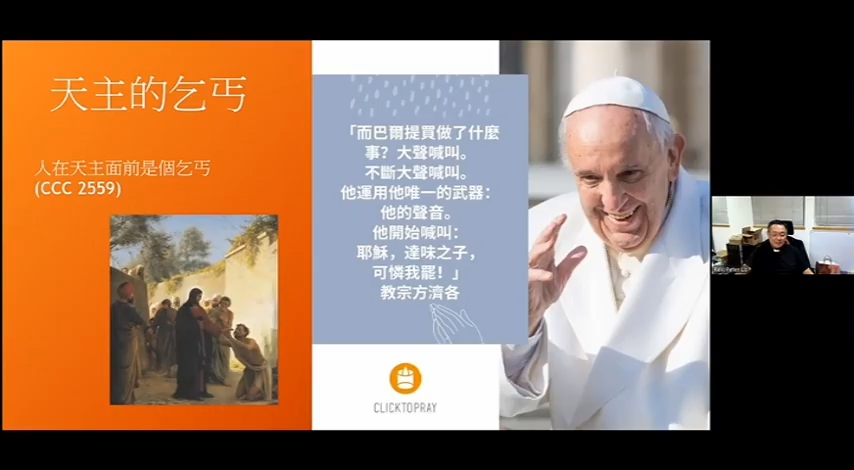 天主的乞丐
人在天主面前是個乞丐
(CCC 2559)
「而巴爾提買做了什麼
事？大聲喊叫。
不斷大聲喊叫。
他運用他唯一的武器：
他的聲音。
他開始喊叫：
耶穌，達味之子，
可憐我罷！」
教宗方濟各
CLICKTOPRAY